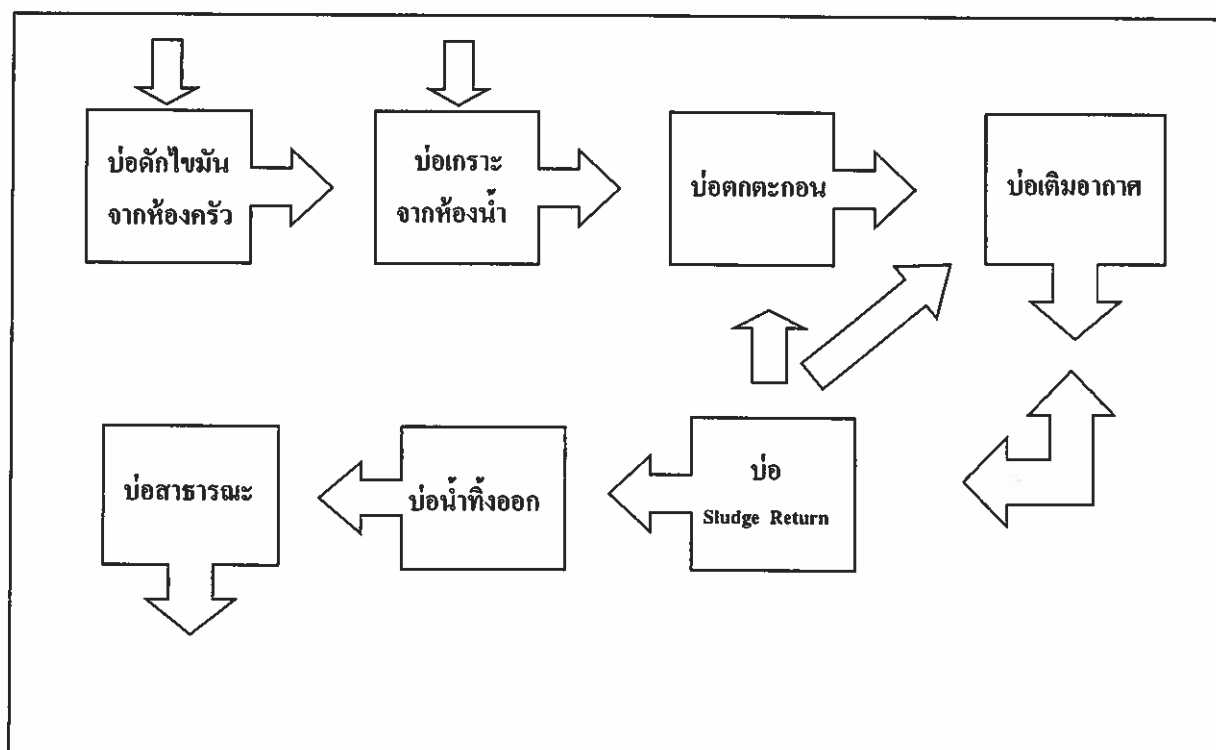 บ่อดักไขมัน
จากห้องครัว
บ่อเกราะ
จากห้องน้ำ
บ่อตกตะกอน
บ่อเติมอากาศ
บ่อสาธารณะ
บ่อน้ำทิ้งออก
บ่อ
Sludge Return